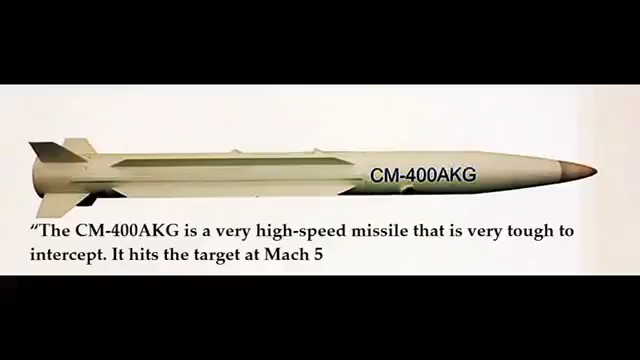 CM-400AKG
“The CM-400AKG is a very high-speed missile that is very tough to
intercept. It hits the target at Mach 5